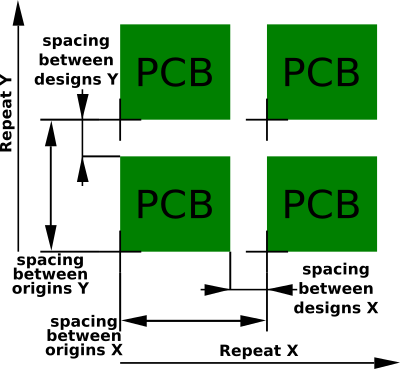 spacing
between
designs Y
PCB
PCB
Repeat Y
PCB
PCB
spacing
between
origins Y
spacing
between
designs X
spacing
between
origins X
Repeat X